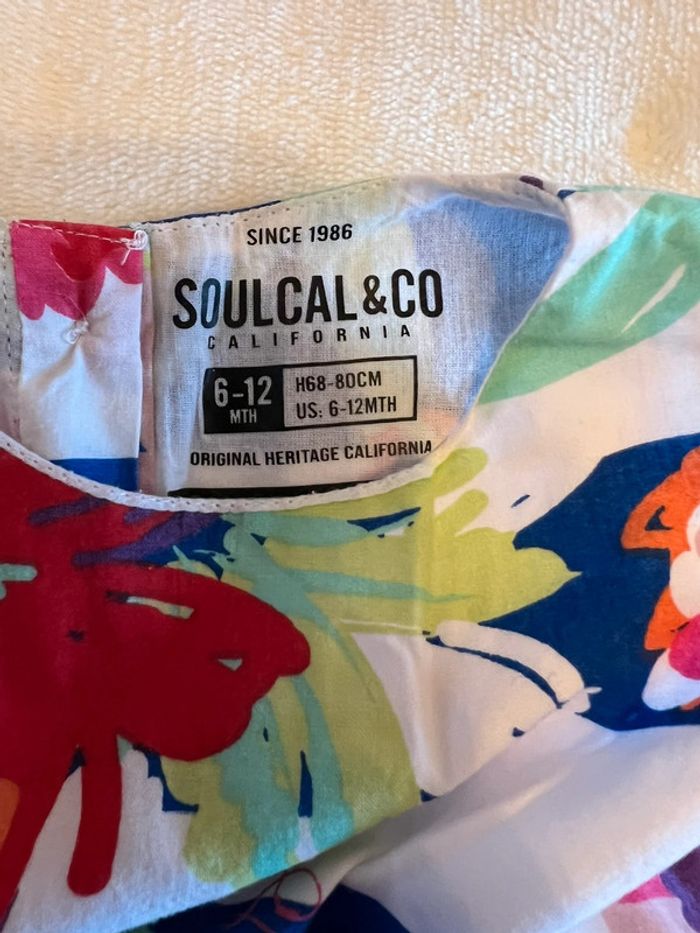 SINCE 1986
SOULCAL&CO
CALIFORNIA
6-12 MTH
H68-80CM
US: 6-12MTH
ORIGINAL HERITAGE CALIFORNIA